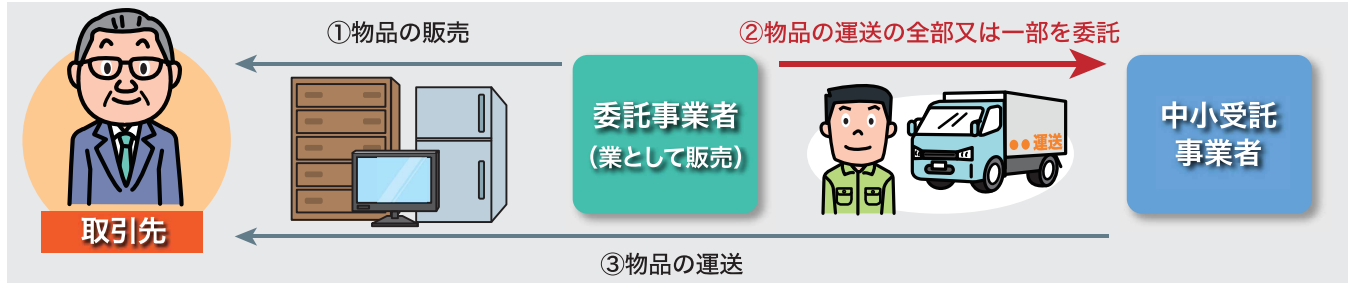 ①物品の販売
②物品の運送の全部又は一部を委託
委託事業者
（業として販売）
●●運送
中小受託
事業者
取引先
③物品の運送